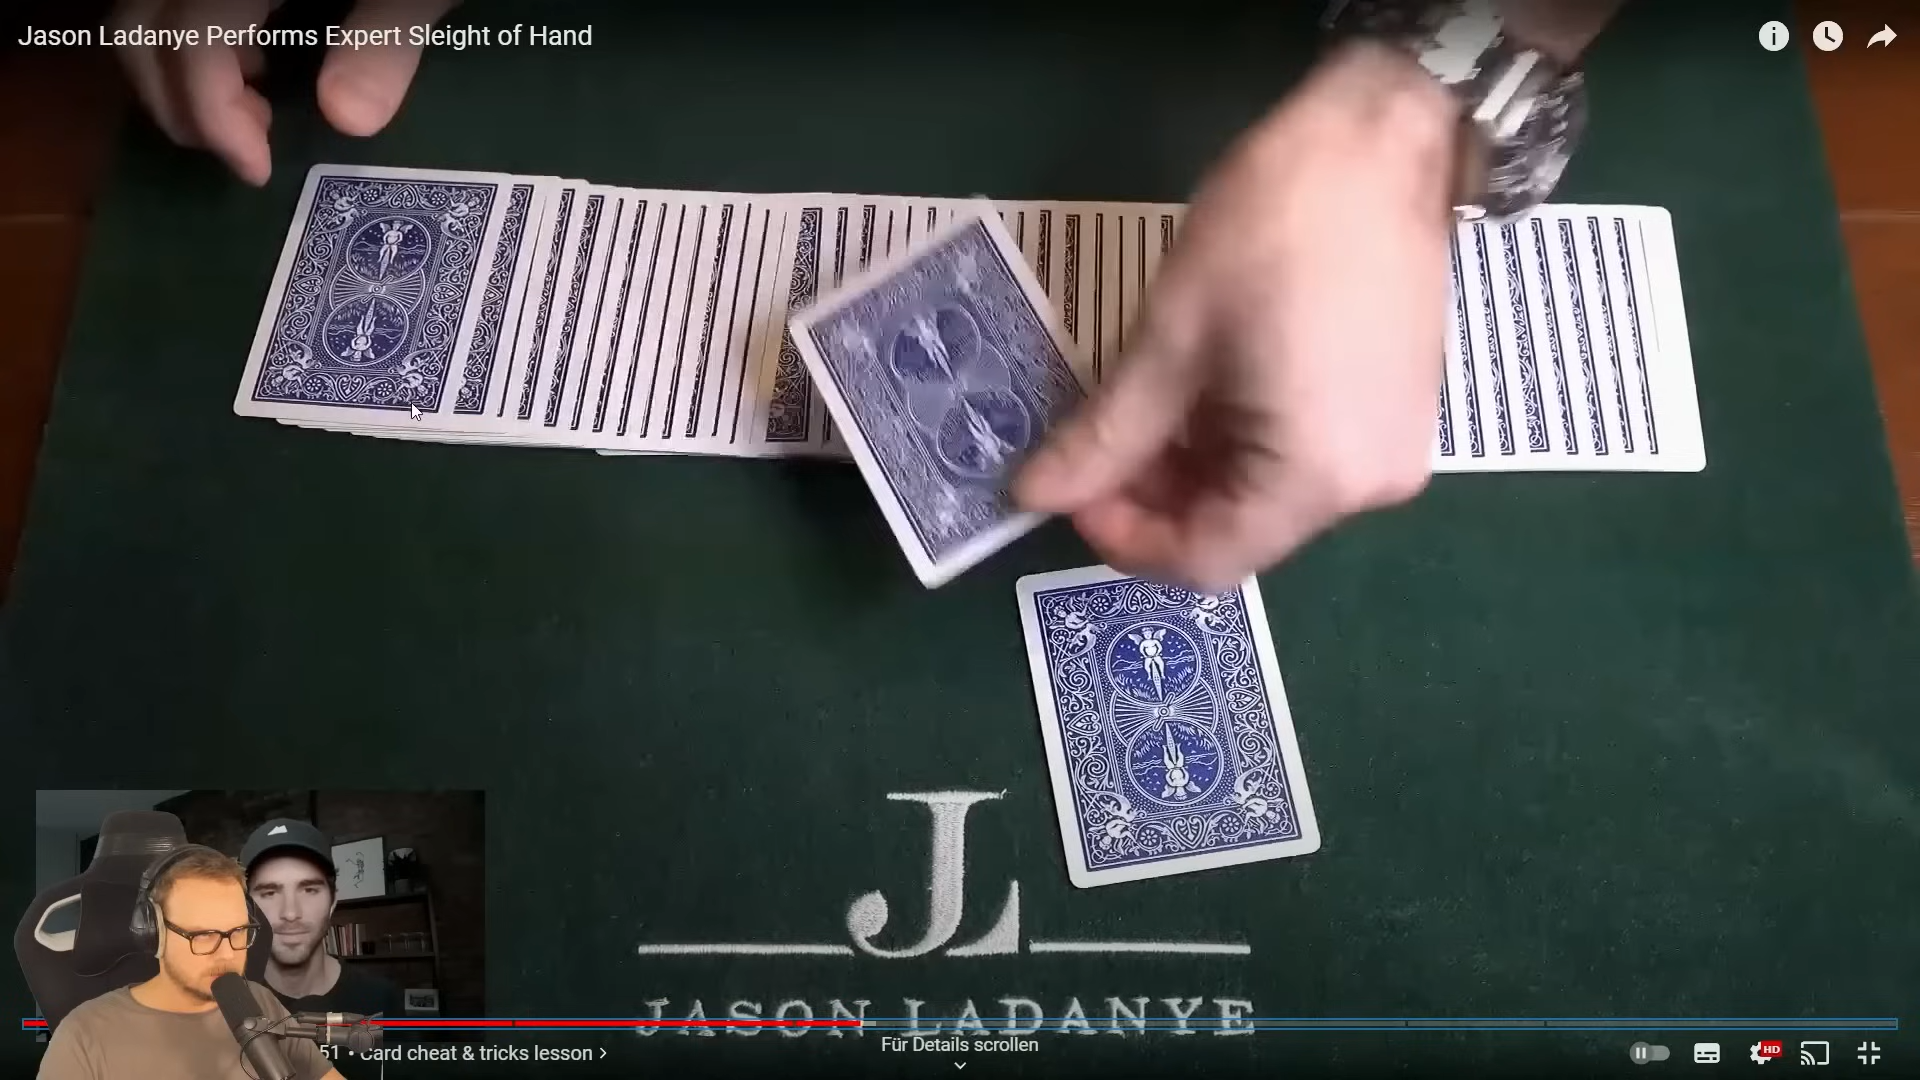 Jason Ladanye Performs Expert Sleight of Hand
JL
JASON LADANYE
51 • Card cheat & tricks lesson
Für Details scrollen
HD